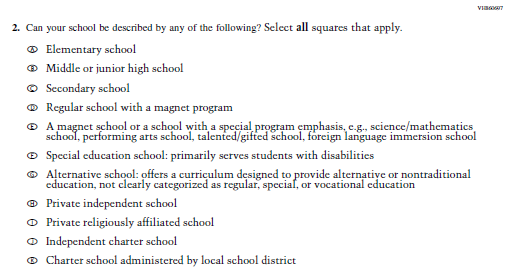 VH860697
2. Can your school be described by any of the following? Select all squares that apply.
Ⓐ Elementary school
Ⓑ Middle or junior high school
Ⓒ Secondary school
Ⓓ Regular school with a magnet program
Ⓔ A magnet school or a school with a special program emphasis, e.g., science/mathematics
school, performing arts school, talented/gifted school, foreign language immersion school
Ⓕ Special education school: primarily serves students with disabilities
Ⓖ Alternative school: offers a curriculum designed to provide alternative or nontraditional
education, not clearly categorized as regular, special, or vocational education
Ⓗ Private independent school
Ⓘ Private religiously affiliated school
Ⓙ Independent charter school
Ⓚ Charter school administered by local school district